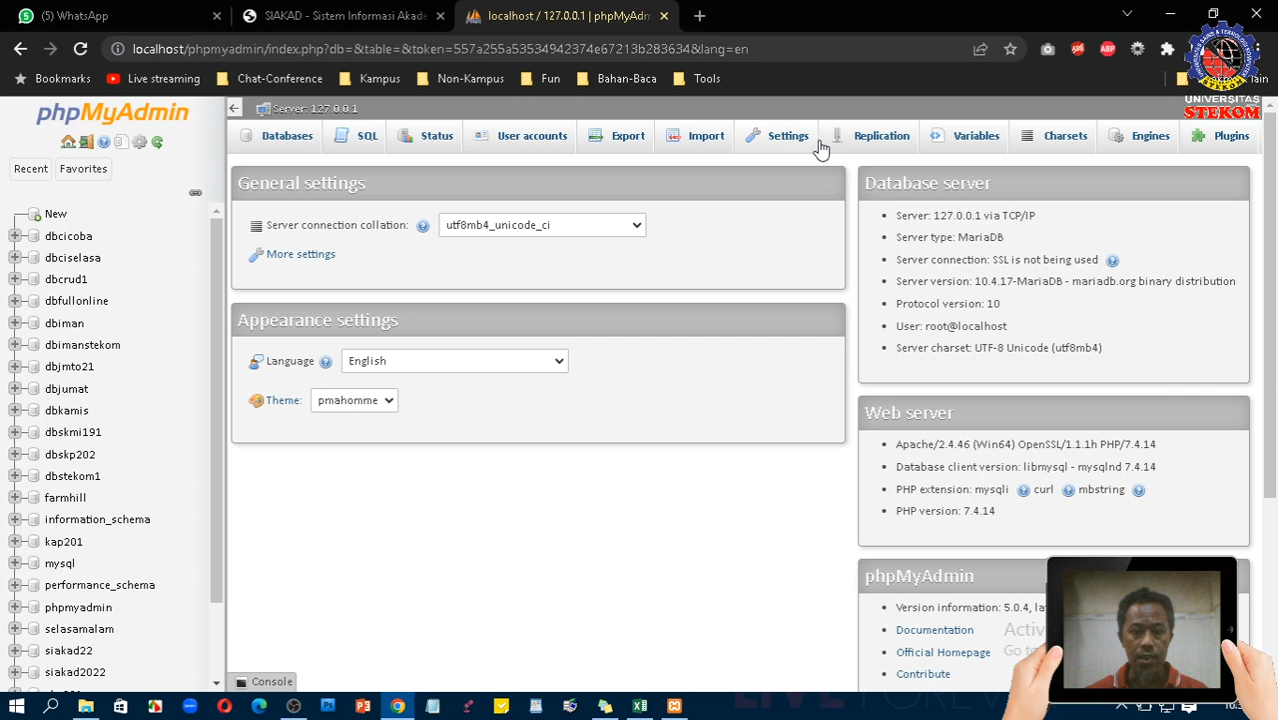 (5) WhatsApp
SIAKAD - Sistem Informasi Akade
localhost / 127.0.0.1 | phpMyAdm
localhost/phpmyadmin/index.php?db=&table=&token=557a255a53534942374e67213b283634&lang=en
Bookmarks
Live streaming
Chat-Conference
Kampus
Non-Kampus
Fun
Bahan-Baca
Tools
UNIVERSITAS
STEKOM
phpMyAdmin
Recent
Favorites
New
dbcicoba
dbciselasa
dbcrud1
dbfullonline
dbiman
dbimanstekom
dbjmto21
dbjumat
dbkamis
dbskmi191
dbskp202
dbstekom1
farmhill
information_schema
kap201
mysql
performance_schema
phpmyadmin
selasamalam
siakad22
siakad2022
Server: 127.0.0.1
Databases
SQL
Status
User accounts
Export
Import
Settings
Replication
Variables
Charsets
Engines
Plugins
General settings
Server connection collation:
utf8mb4_unicode_ci
More settings
Appearance settings
Language
English
Theme:
pmahomme
Console
Database server
Server: 127.0.0.1 via TCP/IP
Server type: MariaDB
Server connection: SSL is not being used
Server version: 10.4.17-MariaDB - mariadb.org binary distribution
Protocol version: 10
User: root@localhost
Server charset: UTF-8 Unicode (utf8mb4)
Web server
Apache/2.4.46 (Win64) OpenSSL/1.1.1h PHP/7.4.14
Database client version: libmysql - mysqlnd 7.4.14
PHP extension: mysqli curl mbstring
PHP version: 7.4.14
phpMyAdmin
Version information: 5.0.4, la
Documentation
Official Homepage
Contribute
Activ
Go to